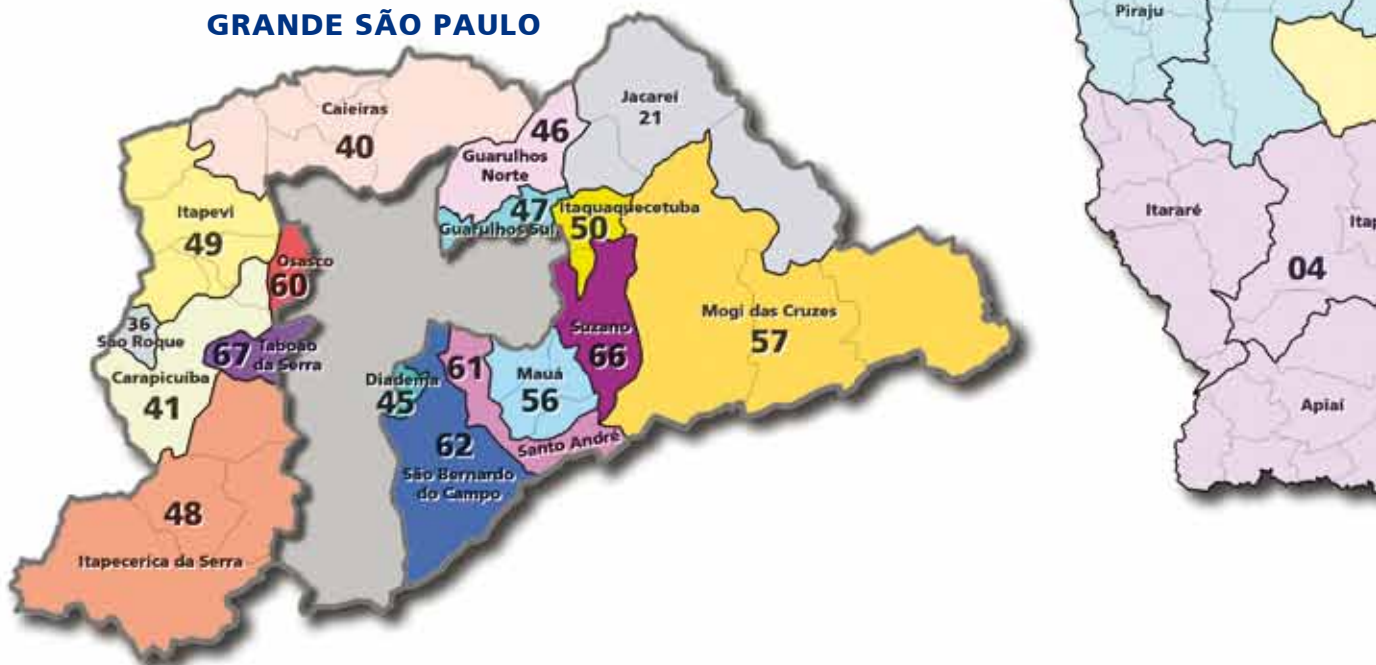 GRANDE SÃO PAULO
Piraju
Caieiras
40
Jacareí
21
46
Guarulhos
Norte
47
Guarulhos Sul
Itaquaquecetuba
50
Itapevi
49
Osasco
60
36
São Roque
67
Taboão
da Serra
Carapicuíba
41
Diadema
45
61
Mauá
56
Suzano
66
Mogi das Cruzes
57
Santo André
62
São Bernardo
do Campo
48
Itapecerica da Serra
Itararé
Itap
04
Apiaí